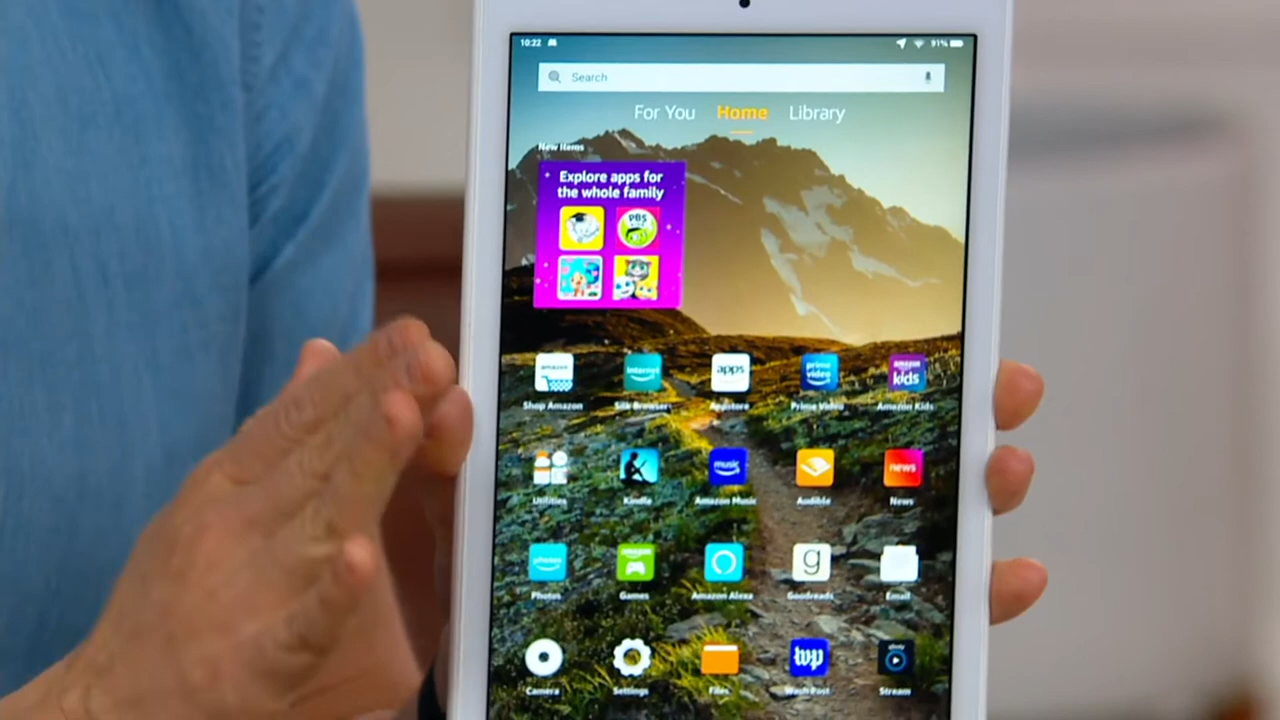 10:22
91%
Search
For You Home Library
New Items
Explore apps for
the whole family
PBS
amazon
internet
apps
prime video
amazon kids
Shop Amazon
Silk Browser
Appstore
Prime Video
Amazon Kids
music
news
Utilities
Kindle
Amazon Music
Audible
News
photos
amazon
g
Photos
Games
Amazon Alexa
Goodreads
Email
wp
Camera
Settings
Files
Wash Post
Stream